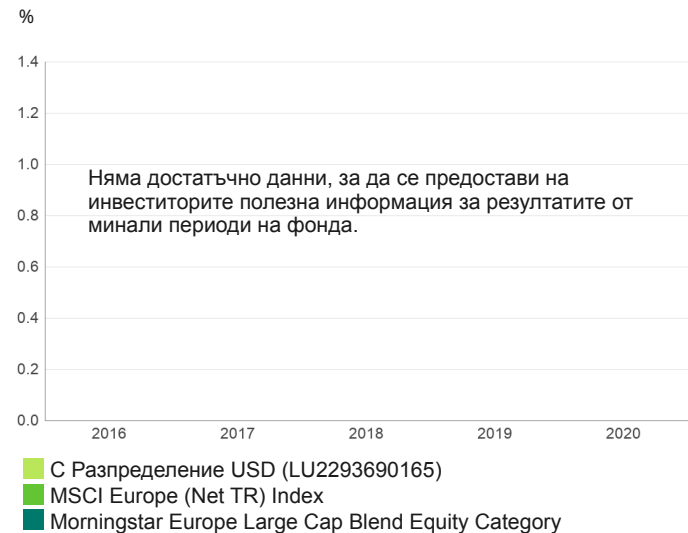 %
1.4
1.2
1.0
0.8
0.6
0.4
0.2
0.0
Няма достатъчно данни, за да се предостави на
инвеститорите полезна информация за резултатите от
минали периоди на фонда.
2016 2017 2018 2019 2020
C Разпределение USD (LU2293690165)
MSCI Europe (Net TR) Index
Morningstar Europe Large Cap Blend Equity Category